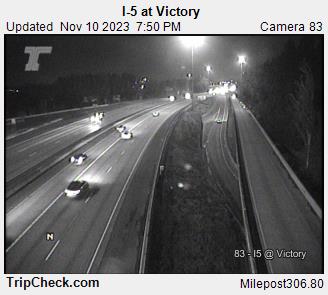 I-5 at Victory
Updated Nov 10 2023 7:50 PM Camera 83
T
N
83 - I5 @ Victory
TripCheck.com Milepost306.80